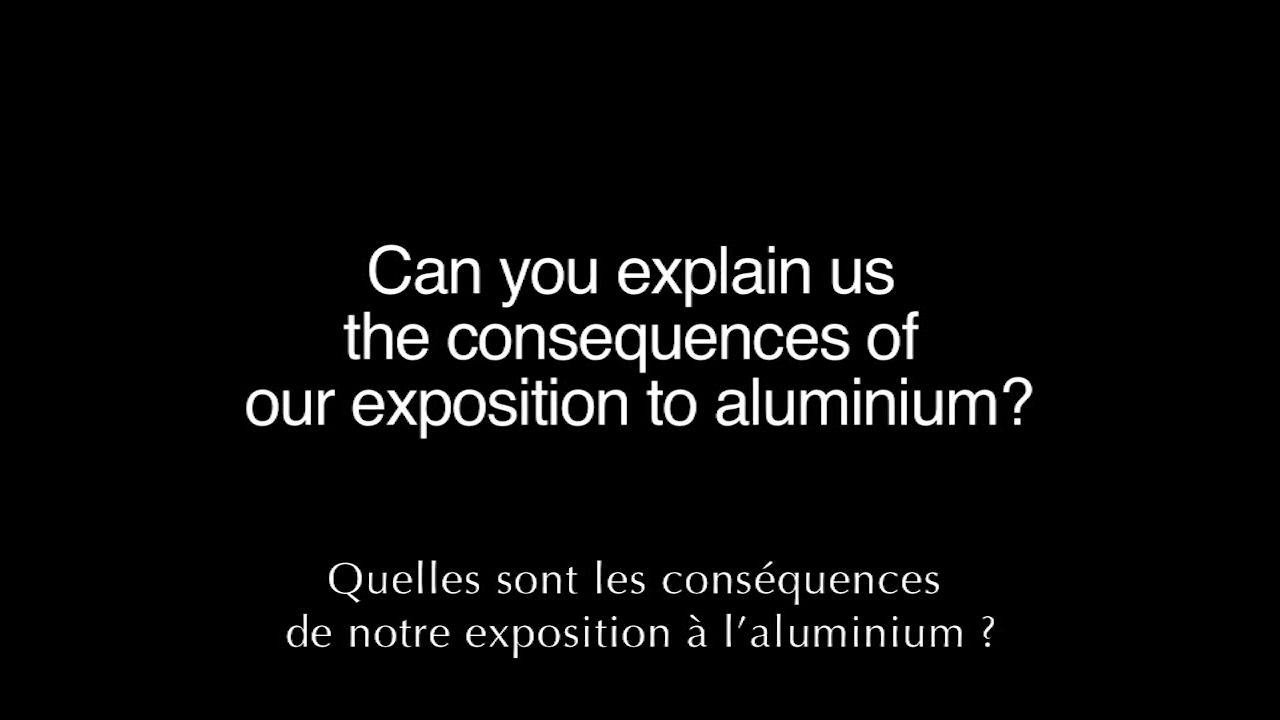 Can you explain us
the consequences of
our exposition to aluminium?
Quelles sont les conséquences
de notre exposition à l’aluminium ?